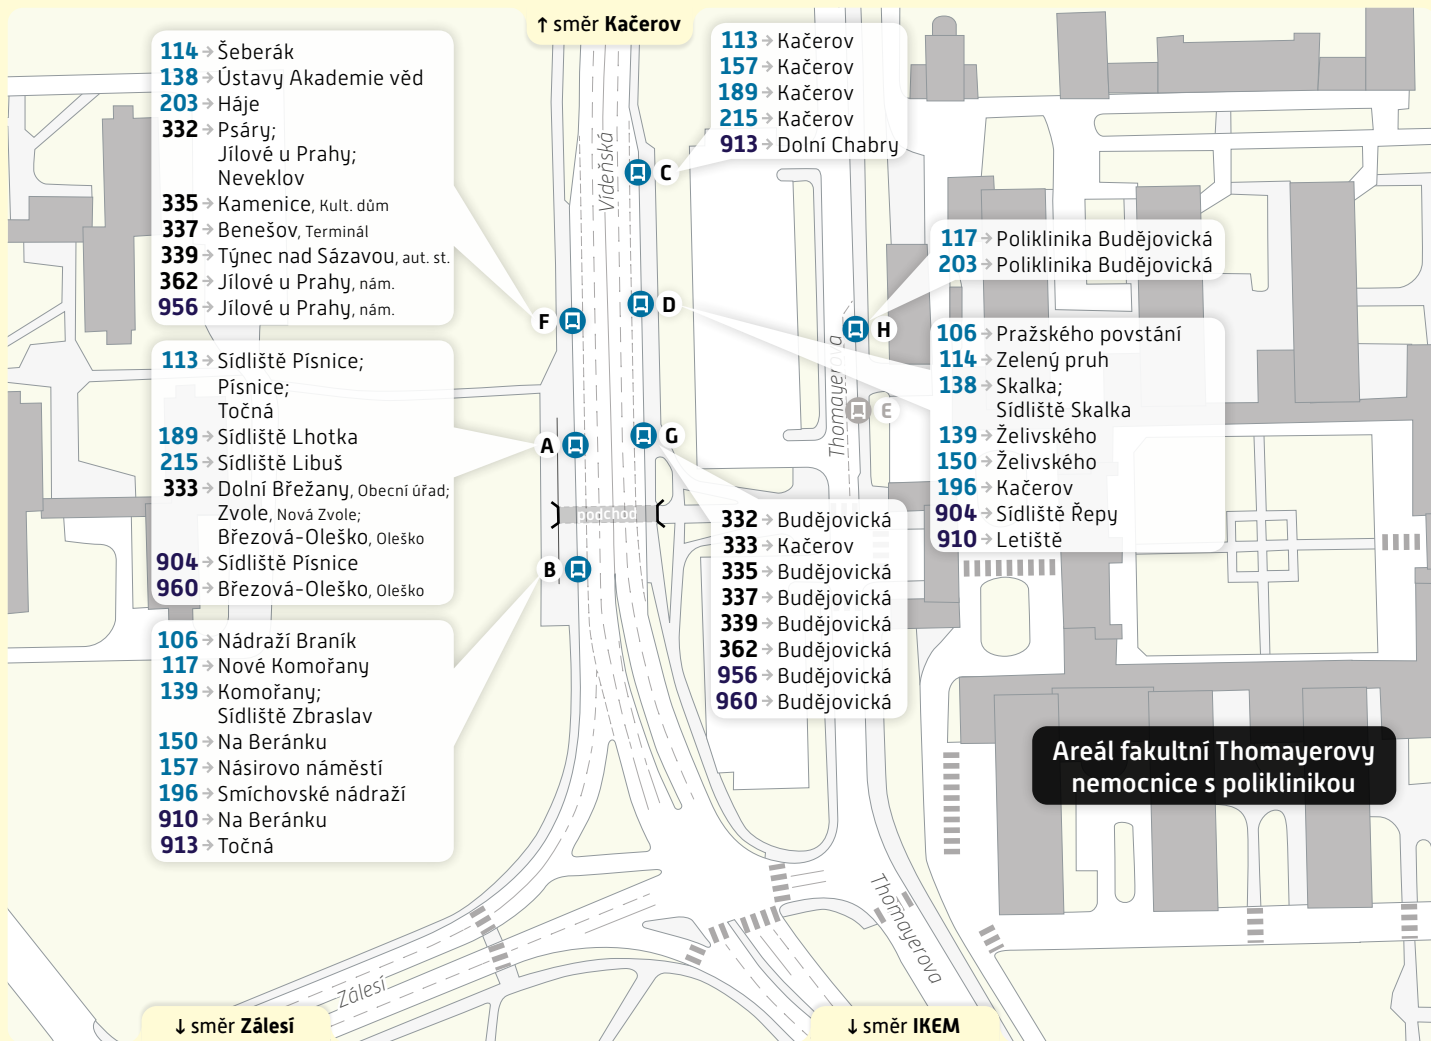 ↑ směr Kačerov
114 → Šeberák
138 → Ústavy Akademie věd
203 → Háje
332 → Psáry;
Jílové u Prahy;
Neveklov
335 → Kamenice, Kult. dům
337 → Benešov, Terminál
339 → Týnec nad Sázavou, aut. st.
362 → Jílové u Prahy, nám.
956 → Jílové u Prahy, nám.
F
113 → Sídliště Písnice;
Písnice;
Točná
189 → Sídliště Lhotka
215 → Sídliště Libuš
333 → Dolní Břežany, Obecní úřad;
Zvole, Nová Zvole;
Březová-Oleško, Oleško
904 → Sídliště Písnice
960 → Březová-Oleško, Oleško
A
106 → Nádraží Braník
117 → Nové Komořany
139 → Komořany;
Sídliště Zbraslav
150 → Na Beránku
157 → Násirovo náměstí
196 → Smíchovské nádraží
910 → Na Beránku
913 → Točná
B
Vídeňská
podchod
113 → Kačerov
157 → Kačerov
189 → Kačerov
215 → Kačerov
913 → Dolní Chabry
C
D
G
332 → Budějovická
333 → Kačerov
335 → Budějovická
337 → Budějovická
339 → Budějovická
362 → Budějovická
956 → Budějovická
960 → Budějovická
117 → Poliklinika Budějovická
203 → Poliklinika Budějovická
H
E
Thomayerova
106 → Pražského povstání
114 → Zelený pruh
138 → Skalka;
Sídliště Skalka
139 → Želivského
150 → Želivského
196 → Kačerov
904 → Sídliště Řepy
910 → Letiště
Areál fakultní Thomayerovy
nemocnice s poliklinikou
Thomayerova
Zálesí
↓ směr Zálesí
↓ směr IKEM